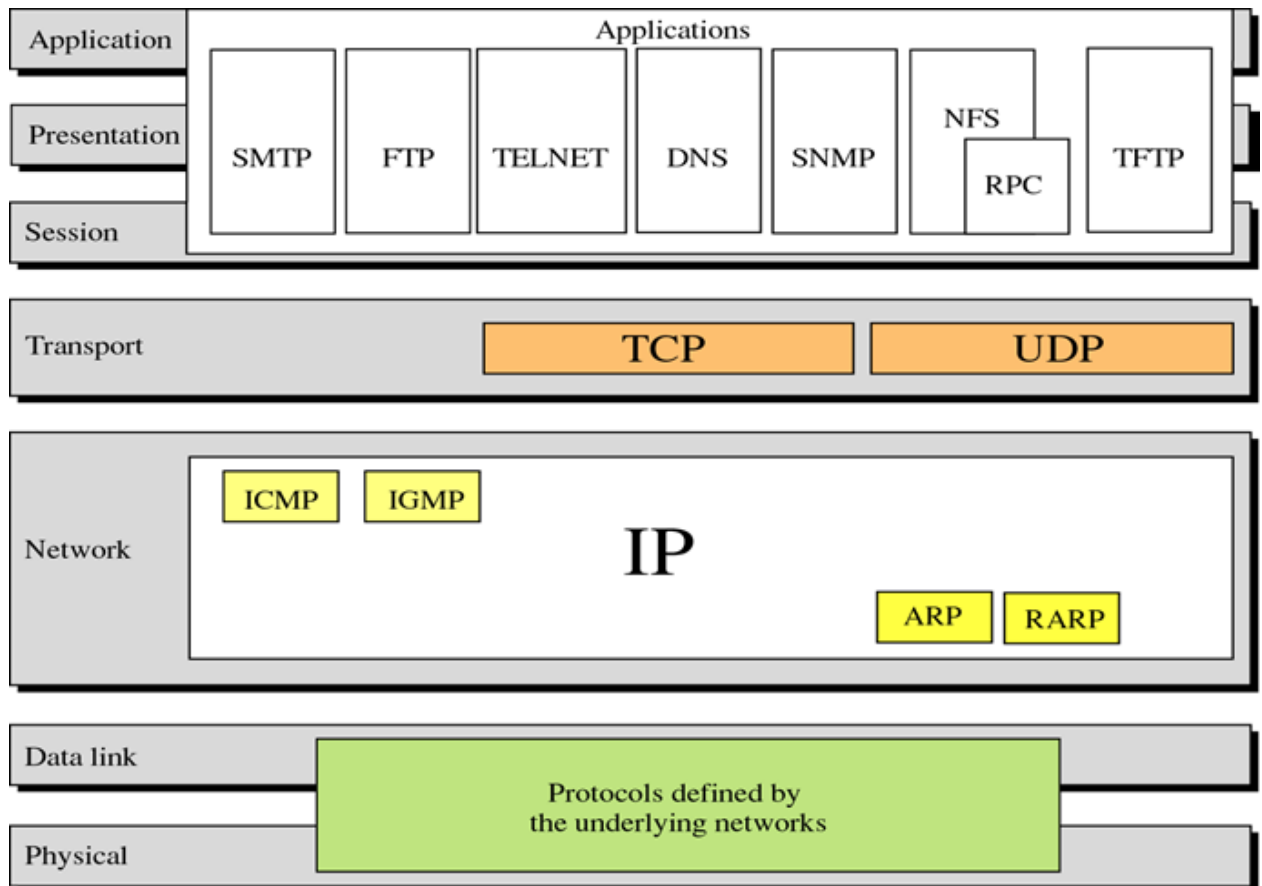 Application
Applications
Presentation
SMTP
FTP
TELNET
DNS
SNMP
NFS
RPC
TFTP
Session
Transport
TCP
UDP
Network
ICMP
IGMP
IP
ARP
RARP
Data link
Protocols defined by
the underlying networks
Physical